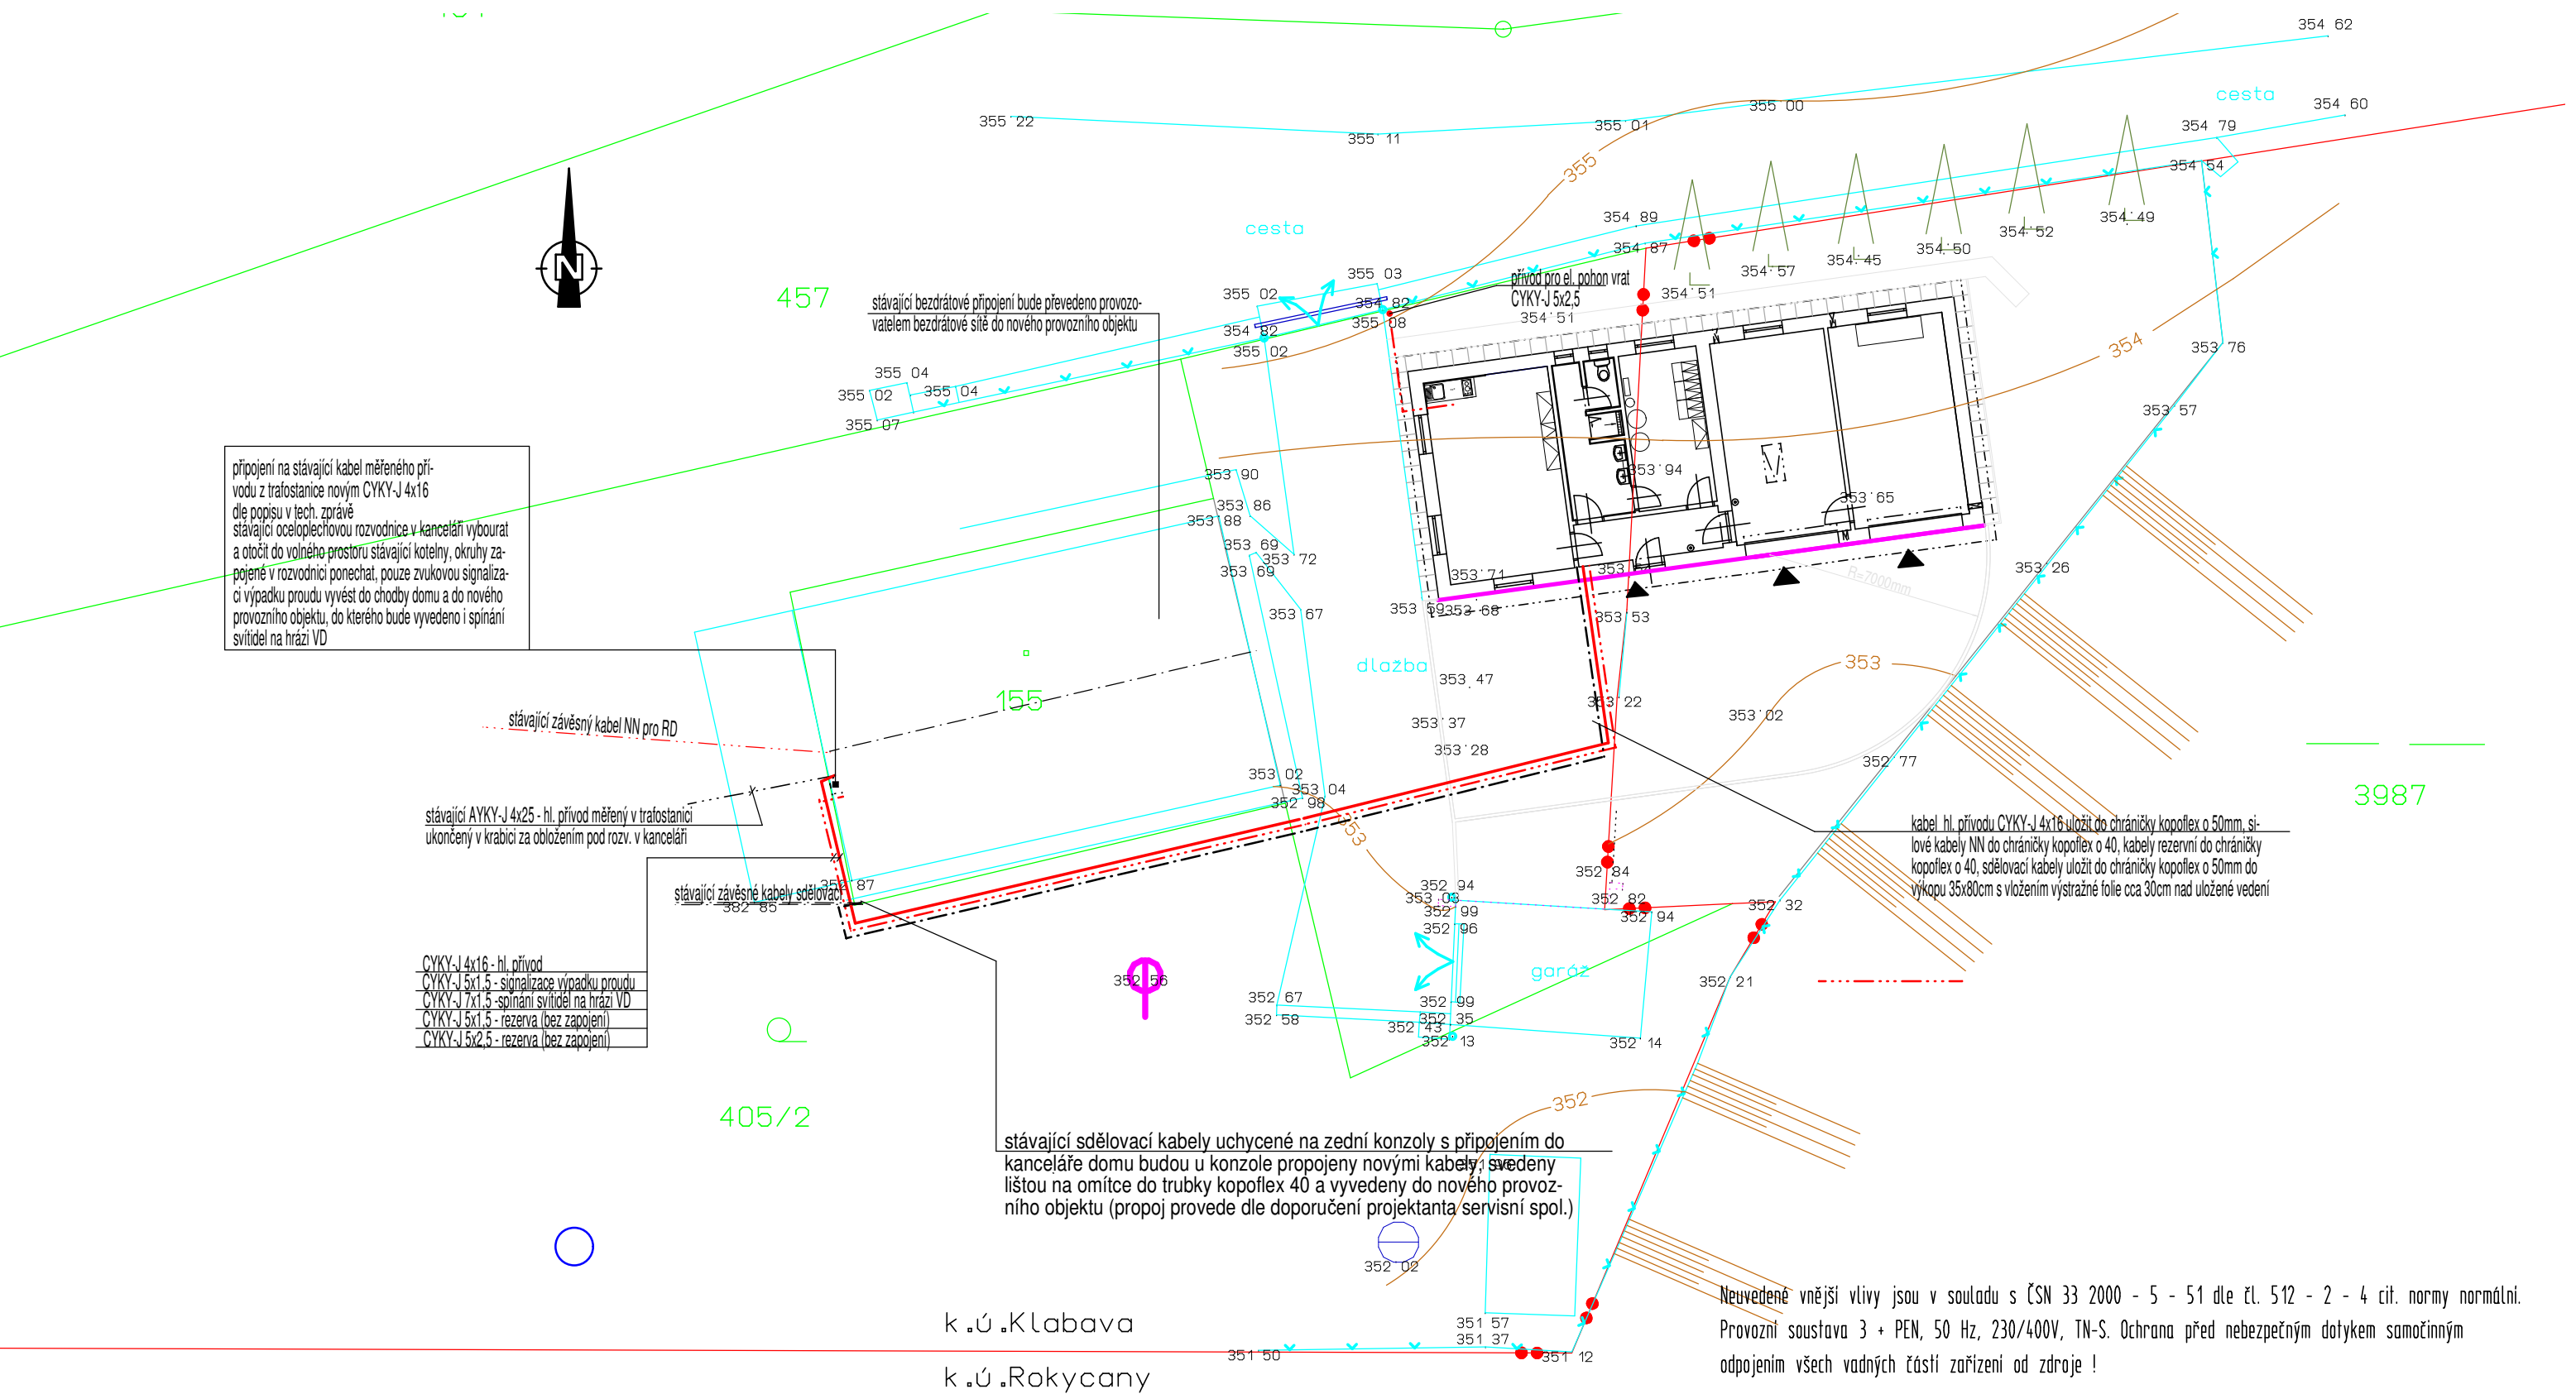 354 62
cesta
354 60
355 22
355 00
355 01
355 11
354 79
355
354 54
354 89
354 49
cesta
354 52
354 87
354 50
354 45
354 57
355 03
457
355 02
354 51
přívod pro el. pohon vrat
CYKY-J 5x2,5
354 51
stávající bezdrátové připojení bude převedeno provozo-
vatelem bezdrátové sítě do nového provozního objektu
354 82
355 08
354 82
355 02
N
354
353 76
355 04
355 02
355 04
355 07
353 57
připojení na stávající kabel měřeného pří-
vodu z trafostanice novým CYKY-J 4x16
dle popisu v tech. zprávě
stávající oceloplechovou rozvodnice v kanceláři vybourat
a otočit do volného prostoru stávající kotelny, okruhy za-
pojené v rozvodnici ponechat, pouze zvukovou signaliza-
ci výpadku proudu vyvést do chodby domu a do nového
provozního objektu, do kterého bude vyvedeno i spínání
svítidel na hrázi VD
353 90
353 94
353 86
353 88
353 65
353 69
353 72
353 69
353 71
353 26
R=7000mm
353 59
353 68
353 67
353 53
dlažba
353
353 47
155
353 22
353 02
353 37
353 28
stávající závěsný kabel NN pro RD
352 77
353 02
353 04
352 98
3987
353
stávající AYKY-J 4x25 - hl. přívod měřený v trafostanici
ukončený v krabici za obložením pod rozv. v kanceláři
kabel hl. přívodu CYKY-J 4x16 uložit do chráničky kopoflex o 50mm, si-
lové kabely NN do chráničky kopoflex o 40, kabely rezervní do chráničky
kopoflex o 40, sdělovací kabely uložit do chráničky kopoflex o 50mm do
výkopu 35x80cm s vložením výstražné folie cca 30cm nad uložené vedení
352 84
352 87
stávající závěsné kabely sdělovací
382 85
352 94
353 03
352 99
352 96
352 82
352 94
352 32
CYKY-J 4x16 - hl. přívod
CYKY-J 5x1,5 - signalizace výpadku proudu
CYKY-J 7x1,5 -spínání svítidel na hrázi VD
CYKY-J 5x1,5 - rezerva (bez zapojení)
CYKY-J 5x2,5 - rezerva (bez zapojení)
352 56
garáž
352 21
352 67
352 58
352 99
352 35
352 43
352 13
352 14
405/2
352
stávající sdělovací kabely uchycené na zední konzoly s připojením do
kanceláře domu budou u konzole propojeny novými kabely, svedeny
lištou na omítce do trubky kopoflex 40 a vyvedeny do nového provoz-
ního objektu (propoj provede dle doporučení projektanta servisní spol.)
352 02
k.ú.Klabava
351 57
351 37
351 50
351 12
k.ú.Rokycany
Neuvedené vnější vlivy jsou v souladu s ČSN 33 2000 - 5 - 51 dle čl. 512 - 2 - 4 cit. normy normální.
Provozní soustava 3 + PEN, 50 Hz, 230/400V, TN-S. Ochrana před nebezpečným dotykem samočinným
odpojením všech vadných částí zařízení od zdroje !